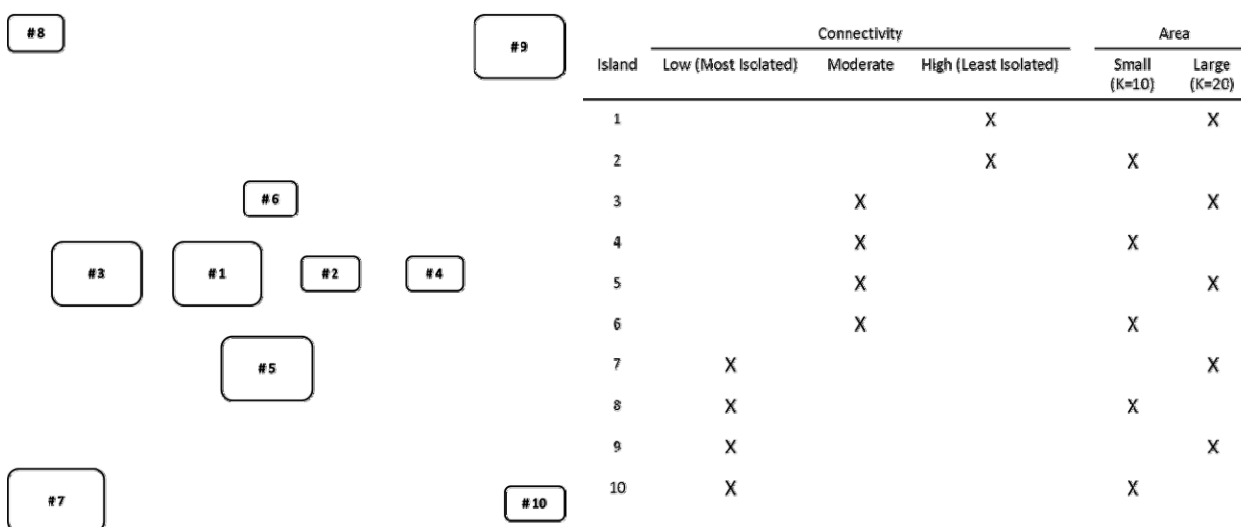 #8
#9
#6
#3 #1 #2 #4
#5
#7
#10
Connectivity Area
Island Low (Most Isolated) Moderate High (Least Isolated) Small (K=10) Large (K=20)
1 X X
2 X X
3 X X
4 X X
5 X X
6 X X
7 X X
8 X X
9 X X
10 X X